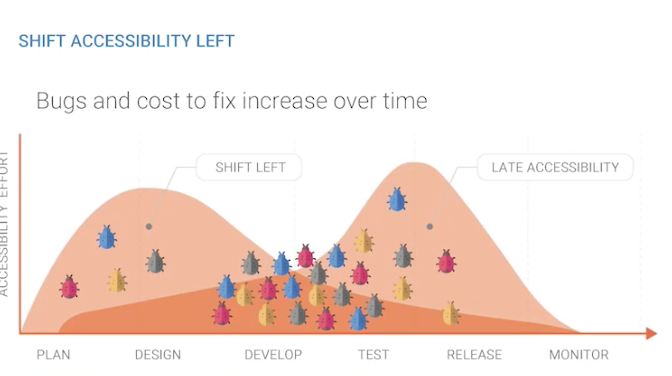 SHIFT ACCESSIBILITY LEFT
Bugs and cost to fix increase over time
SHIFT LEFT
LATE ACCESSIBILITY
ACCESSIBILITY EFFORT
PLAN
DESIGN
DEVELOP
TEST
RELEASE
MONITOR